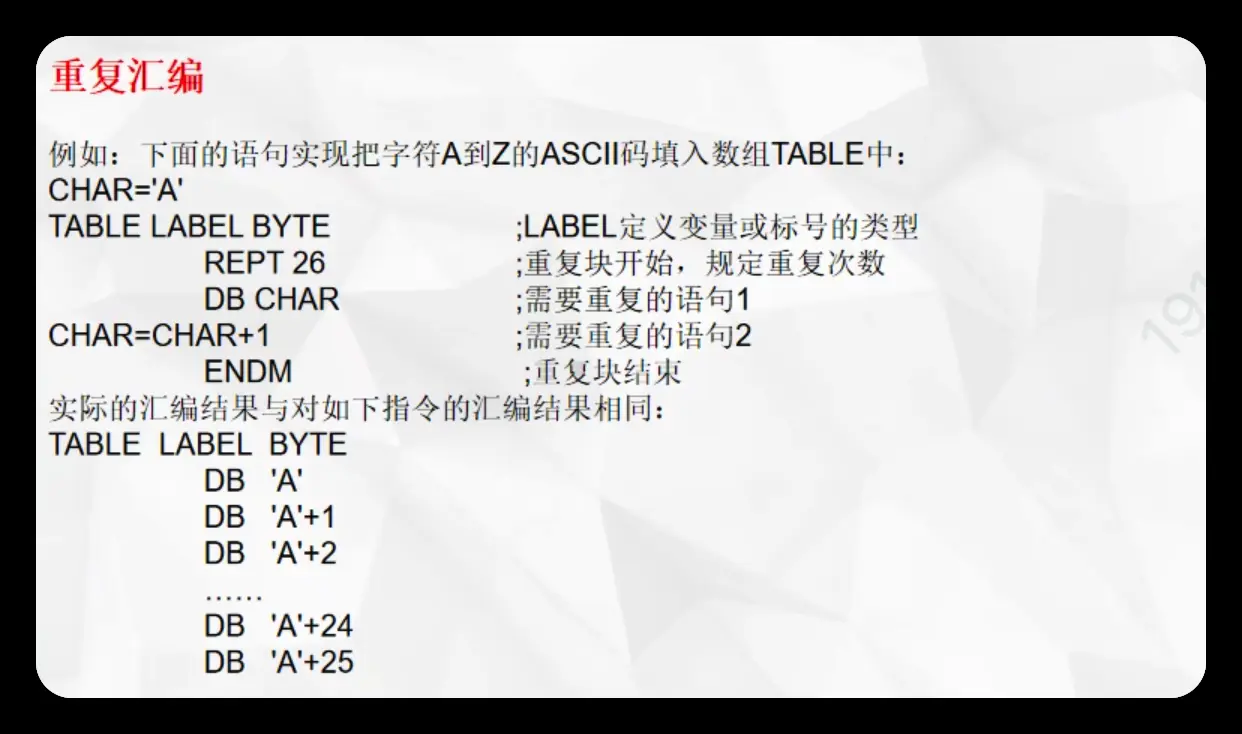 重复汇编
例如：下面的语句实现把字符A到Z的ASCII码填入数组TABLE中：
CHAR='A'
TABLE LABEL BYTE ;LABEL定义变量或标号的类型
REPT 26 ;重复块开始，规定重复次数
DB CHAR ;需要重复的语句1
CHAR=CHAR+1 ;需要重复的语句2
ENDM ;重复块结束
实际的汇编结果与对如下指令的汇编结果相同：
TABLE LABEL BYTE
DB 'A'
DB 'A'+1
DB 'A'+2
……
DB 'A'+24
DB 'A'+25